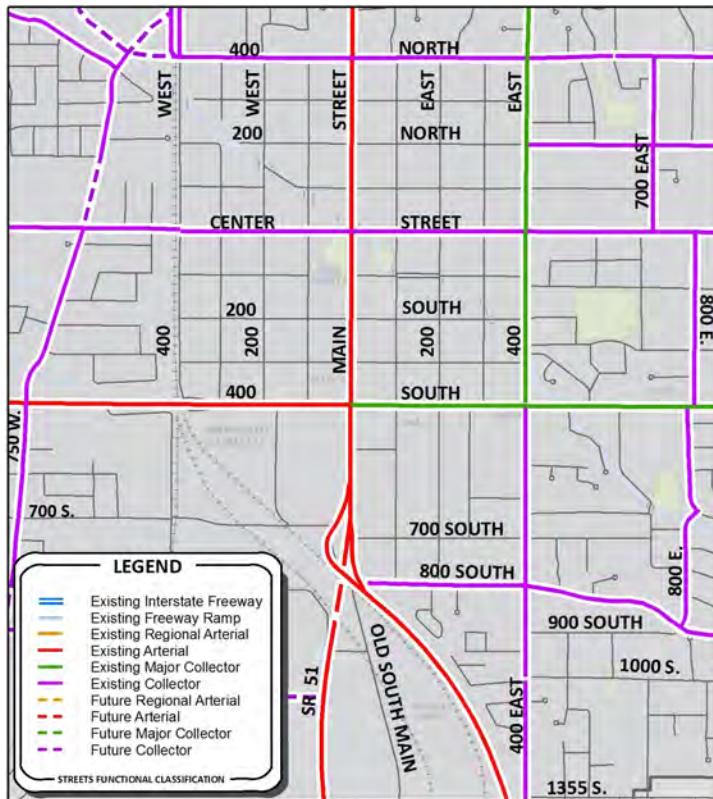 400 NORTH
WEST WEST STREET EAST EAST
200 NORTH
700 EAST
CENTER STREET
200 SOUTH
800 E.
400 200 MAIN 200 400
400 SOUTH
750 W.
700 S.
700 SOUTH
800 SOUTH
800 E.
900 SOUTH
1000 S.
SR 51
OLD SOUTH MAIN
400 EAST
1355 S.
LEGEND
Existing Interstate Freeway
Existing Freeway Ramp
Existing Regional Arterial
Existing Arterial
Existing Major Collector
Existing Collector
Future Regional Arterial
Future Arterial
Future Major Collector
Future Collector
STREETS FUNCTIONAL CLASSIFICATION